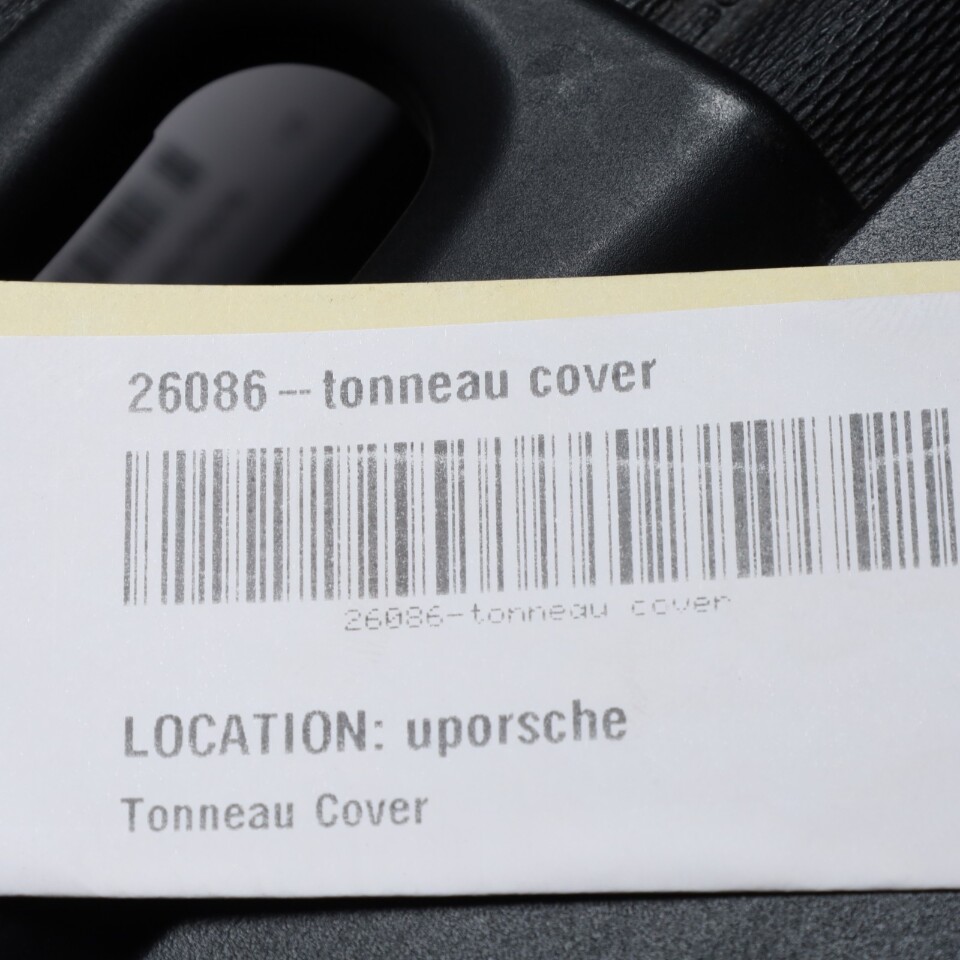 26086--tonneau cover
26086-tonneau cover
LOCATION: uporsche
Tonneau Cover